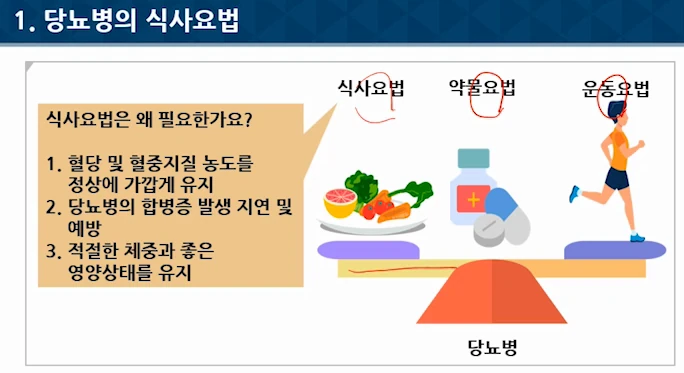 1. 당뇨병의 식사요법
식사요법 약물요법 운동요법
식사요법은 왜 필요한가요?
1. 혈당 및 혈중지질 농도를
정상에 가깝게 유지
2. 당뇨병의 합병증 발생 지연 및
예방
3. 적절한 체중과 좋은
영양상태를 유지
당뇨병